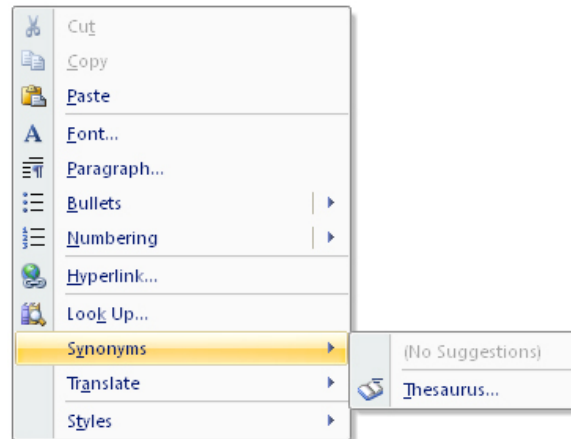 Cut
Copy
Paste
Font...
Paragraph...
Bullets
Numbering
Hyperlink...
Look Up...
Synonyms
(No Suggestions)
Translate
Thesaurus...
Styles